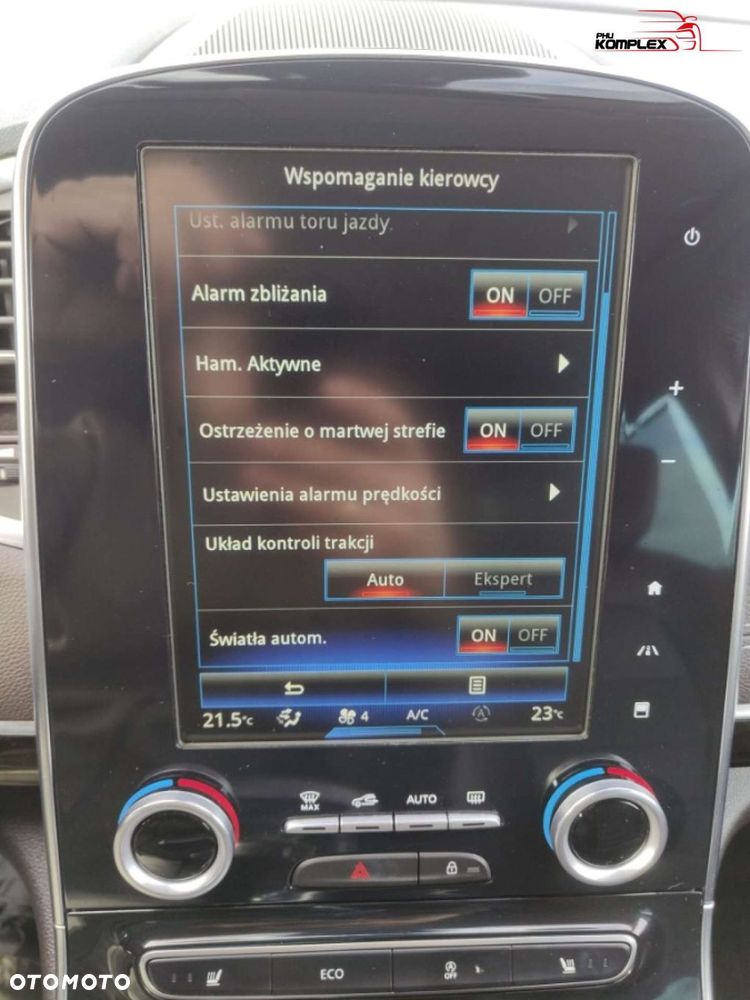 PHU
KOMPLEX
Wspomaganie kierowcy
Ust. alarmu toru jazdy
Alarm zbliżania
ON OFF
Ham. Aktywne
Ostrzeżenie o martwej strefie
ON OFF
Ustawienia alarmu prędkości
Układ kontroli trakcji
Auto Ekspert
Światła autom.
ON OFF
21.5°C 4 A/C A 23°C
MAX AUTO
ECO OFF
OTOMOTO